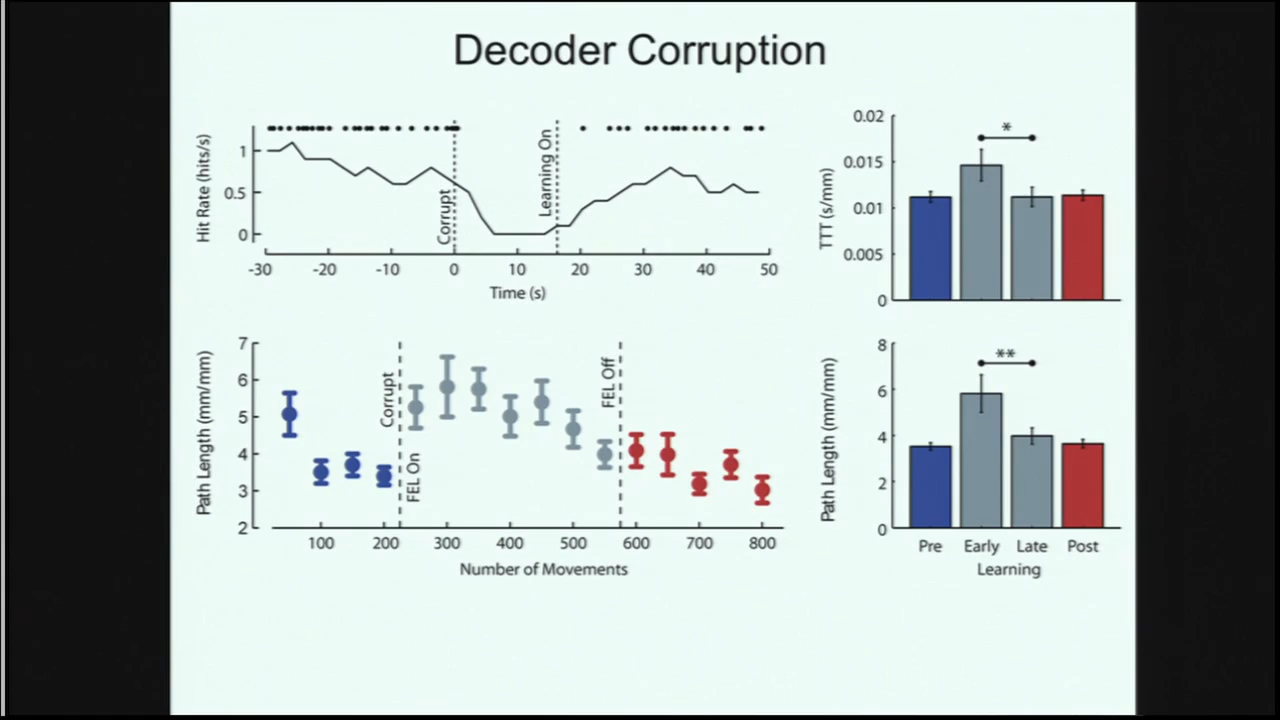 Decoder Corruption
Hit Rate (hits/s)
1
0.5
0
Corrupt
Learning On
-30 -20 -10 0 10 20 30 40 50
Time (s)
TTT (s/mm)
0.02
0.015
0.01
0.005
0
*
Path Length (mm/mm)
7
6
5
4
3
2
Corrupt
FEL On
FEL Off
100 200 300 400 500 600 700 800
Number of Movements
Path Length (mm/mm)
8
6
4
2
0
**
Pre Early Late Post
Learning